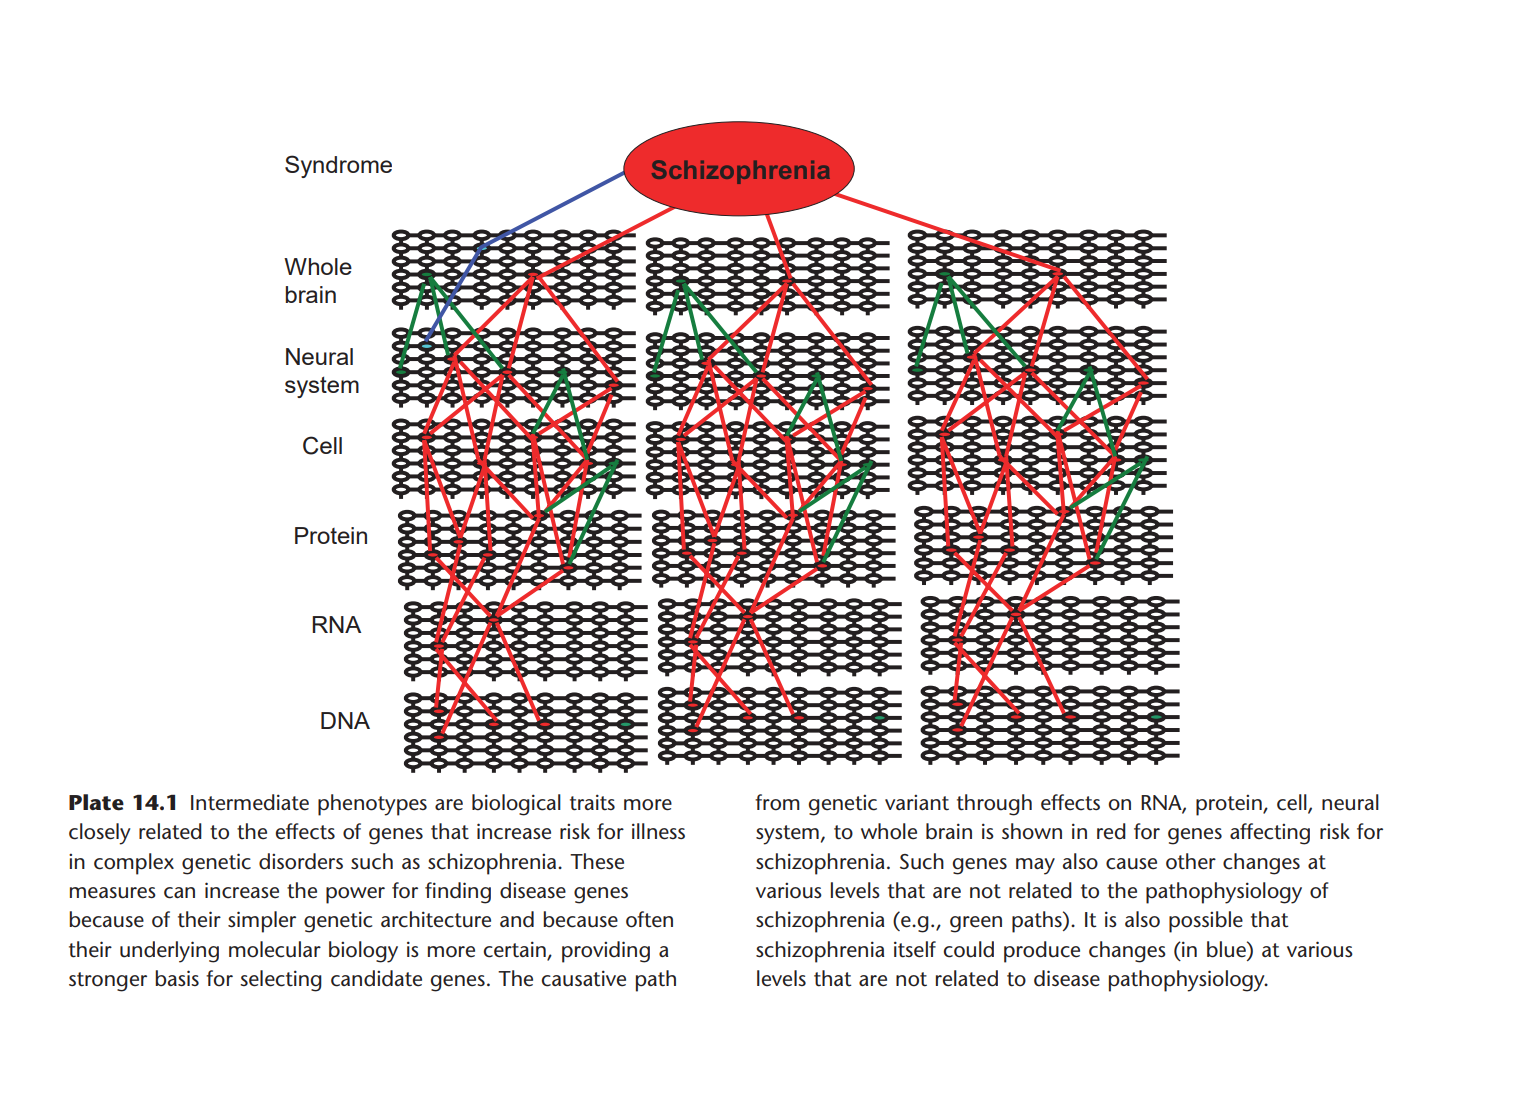 Syndrome
Schizophrenia
Whole
brain
Neural
system
Cell
Protein
RNA
DNA
Plate 14.1 Intermediate phenotypes are biological traits more
closely related to the effects of genes that increase risk for illness
in complex genetic disorders such as schizophrenia. These
measures can increase the power for finding disease genes
because of their simpler genetic architecture and because often
their underlying molecular biology is more certain, providing a
stronger basis for selecting candidate genes. The causative path
from genetic variant through effects on RNA, protein, cell, neural
system, to whole brain is shown in red for genes affecting risk for
schizophrenia. Such genes may also cause other changes at
various levels that are not related to the pathophysiology of
schizophrenia (e.g., green paths). It is also possible that
schizophrenia itself could produce changes (in blue) at various
levels that are not related to disease pathophysiology.